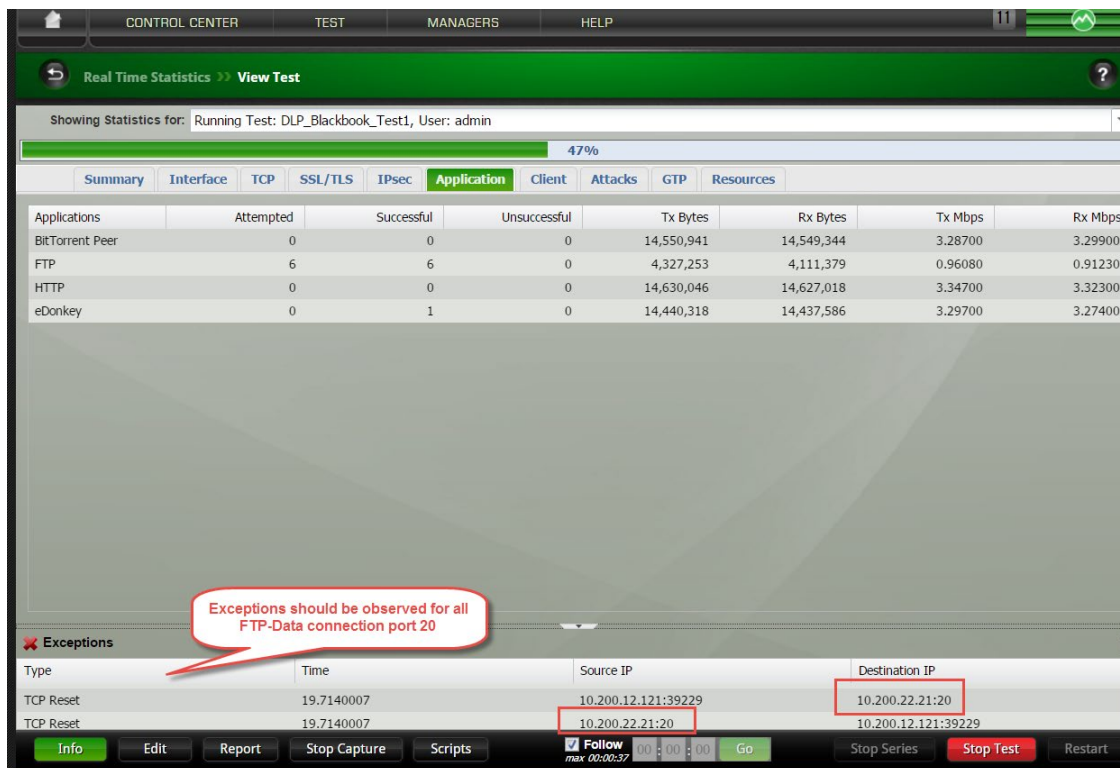 CONTROL CENTER TEST MANAGERS HELP 11
Real Time Statistics >> View Test ?
Showing Statistics for: Running Test: DLP_Blackbook_Test1, User: admin
47%
Summary Interface TCP SSL/TLS IPsec Application Client Attacks GTP Resources
Applications Attempted Successful Unsuccessful Tx Bytes Rx Bytes Tx Mbps Rx Mbps
BitTorrent Peer 0 0 0 14,550,941 14,549,344 3.28700 3.29900
FTP 6 6 0 4,327,253 4,111,379 0.96080 0.91230
HTTP 0 0 0 14,630,046 14,627,018 3.34700 3.32300
eDonkey 0 1 0 14,440,318 14,437,586 3.29700 3.27400
Exceptions should be observed for all
FTP-Data connection port 20
Exceptions
Type Time Source IP Destination IP
TCP Reset 19.7140007 10.200.12.121:39229 10.200.22.21:20
TCP Reset 19.7140007 10.200.22.21:20 10.200.12.121:39229
Info Edit Report Stop Capture Scripts Follow 00 : 00 : 00 Go Stop Series Stop Test Restart
max 00:00:37